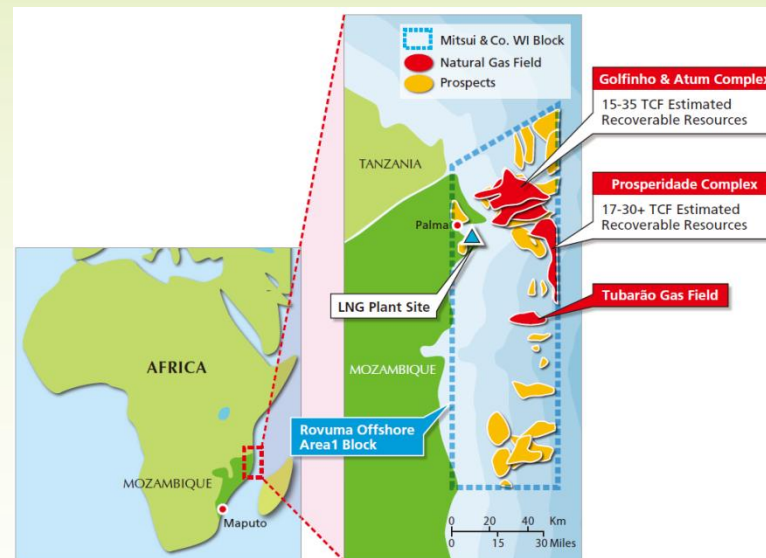 Mitsui & Co. WI Block
Natural Gas Field
Prospects
Golfinho & Atum Complex
15-35 TCF Estimated
Recoverable Resources
TANZANIA
Prosperidade Complex
17-30+ TCF Estimated
Recoverable Resources
Palma
LNG Plant Site
Tubarão Gas Field
AFRICA
MOZAMBIQUE
Rovuma Offshore
Area1 Block
MOZAMBIQUE
Maputo
0 20 40 Km
0 15 30 Miles